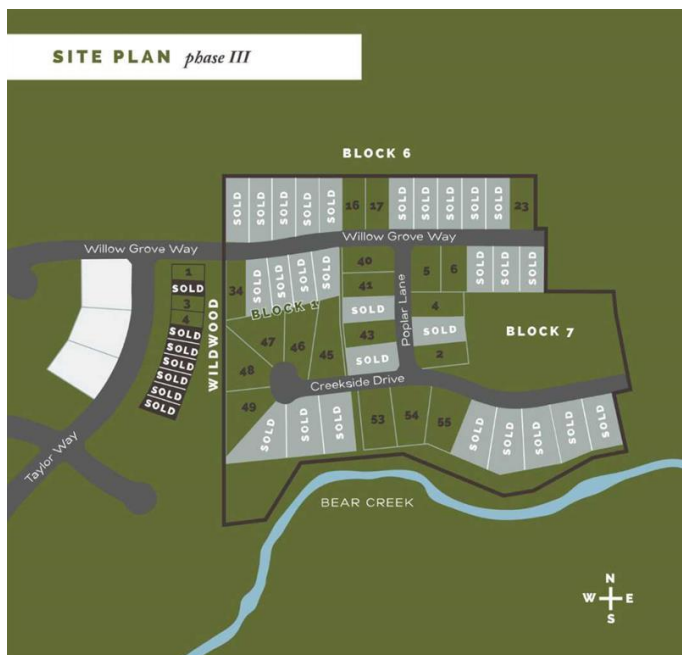 SITE PLAN phase III
BLOCK 6
SOLD SOLD SOLD SOLD SOLD 16 17 SOLD SOLD SOLD SOLD SOLD 23
Willow Grove Way
Willow Grove Way
1
SOLD
3
4
SOLD
SOLD
SOLD
SOLD
SOLD
SOLD
WILDWOOD
34 SOLD SOLD SOLD SOLD
BLOCK 1
40
41
SOLD
43
SOLD
Poplar Lane
5 6 SOLD SOLD SOLD
4
SOLD
2
BLOCK 7
47 46 45
48
49
Creekside Drive
SOLD SOLD SOLD 53 54 55 SOLD SOLD SOLD SOLD SOLD
Taylor Way
BEAR CREEK
N
W E
S